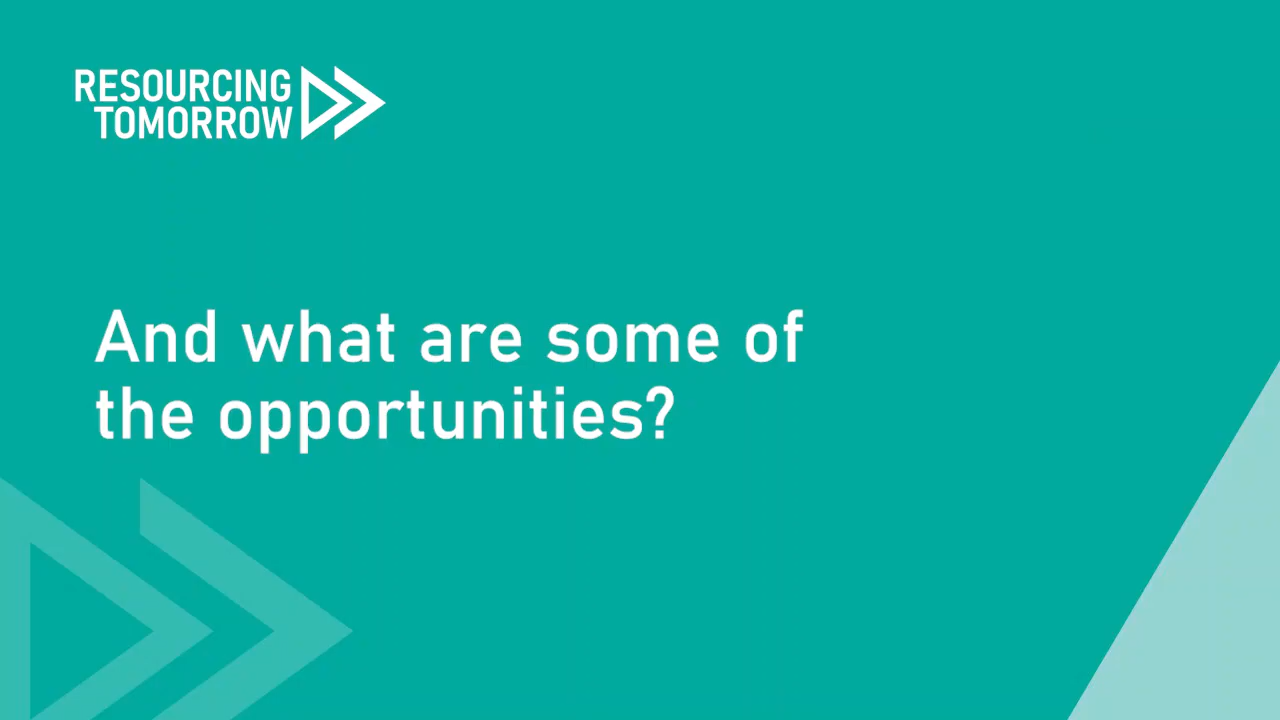 RESOURCING
TOMORROW
And what are some of
the opportunities?